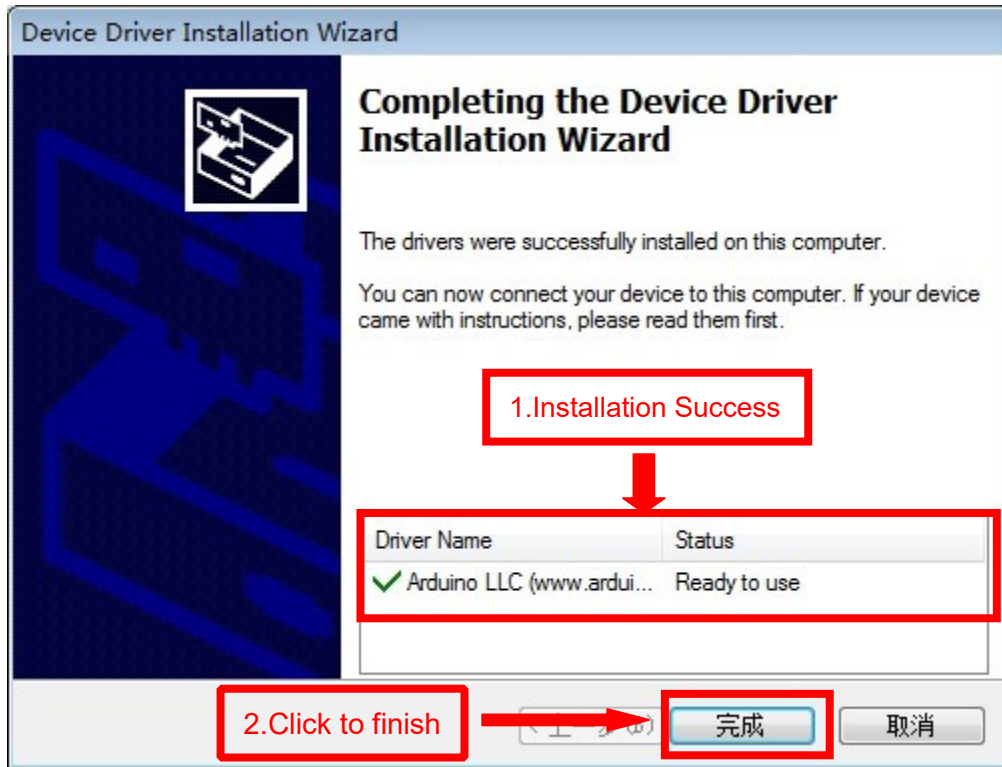 Device Driver Installation Wizard
Completing the Device Driver
Installation Wizard
The drivers were successfully installed on this computer.
You can now connect your device to this computer. If your device
came with instructions, please read them first.
1.Installation Success
Driver Name Status
Arduino LLC (www.ardui... Ready to use
2.Click to finish
完成 取消